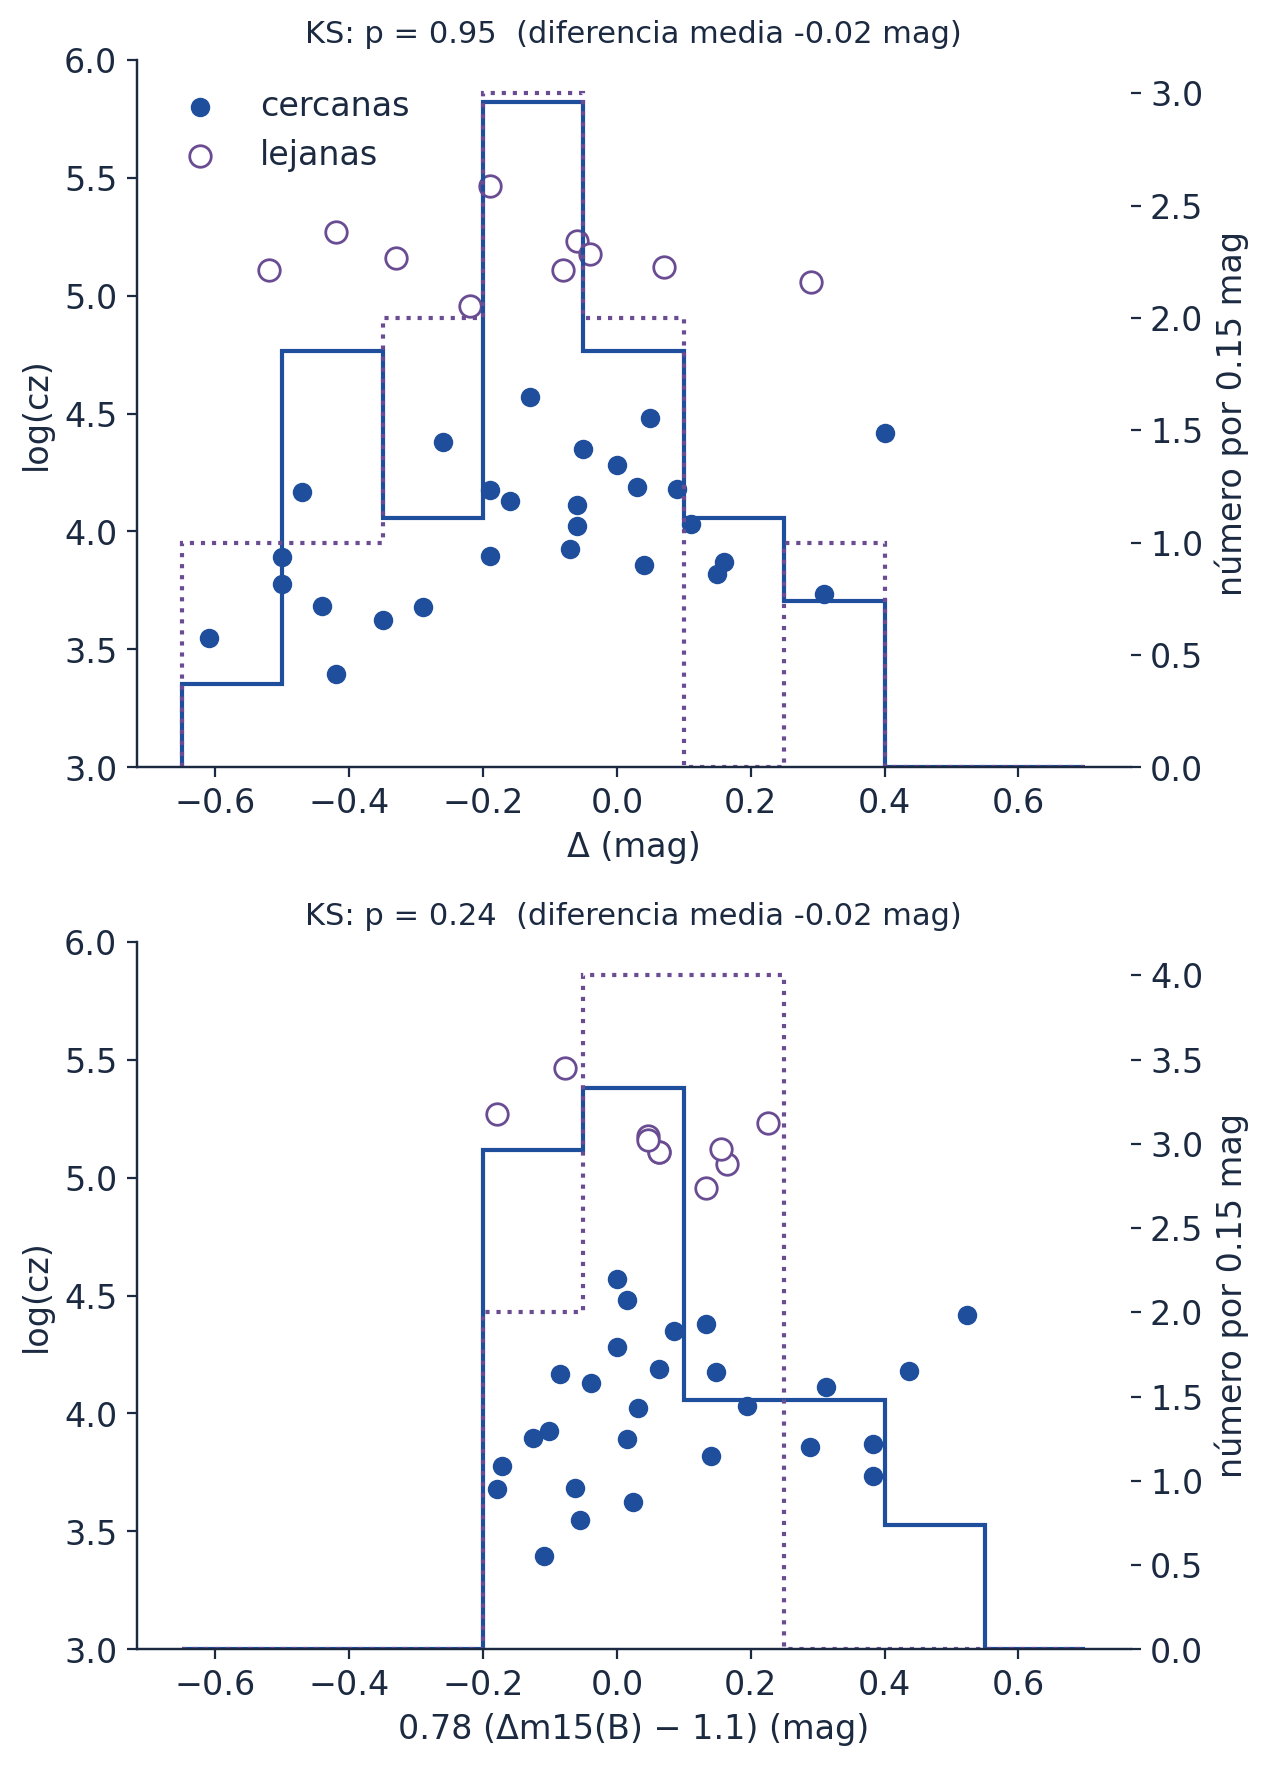 KS: p = 0.95  (diferencia media -0.02 mag)
6.0
5.5
5.0
4.5
4.0
3.5
3.0
log(cz)
cercanas
lejanas
3.0
2.5
2.0
1.5
1.0
0.5
0.0
número por 0.15 mag
−0.6 −0.4 −0.2 0.0 0.2 0.4 0.6
Δ (mag)
KS: p = 0.24  (diferencia media -0.02 mag)
6.0
5.5
5.0
4.5
4.0
3.5
3.0
log(cz)
4.0
3.5
3.0
2.5
2.0
1.5
1.0
0.5
0.0
número por 0.15 mag
−0.6 −0.4 −0.2 0.0 0.2 0.4 0.6
0.78 (Δm15(B) − 1.1) (mag)